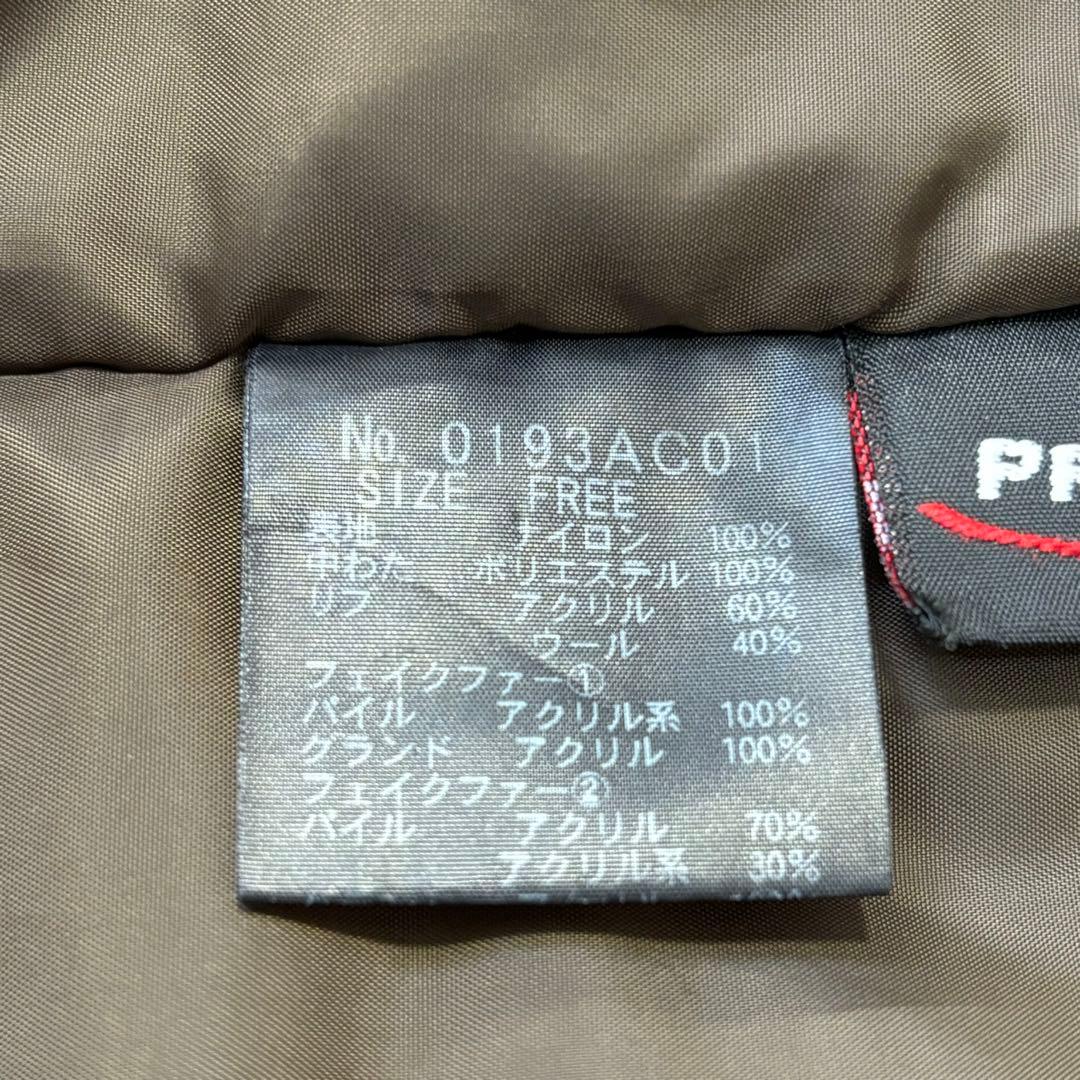 No. 0193AC01
SIZE FREE
表地 ナイロン 100%
中わた ポリエステル 100%
リブ アクリル 60%
ウール 40%
フェイクファー①
パイル アクリル系 100%
グランド アクリル 100%
フェイクファー②
パイル アクリル 70%
アクリル系 30%